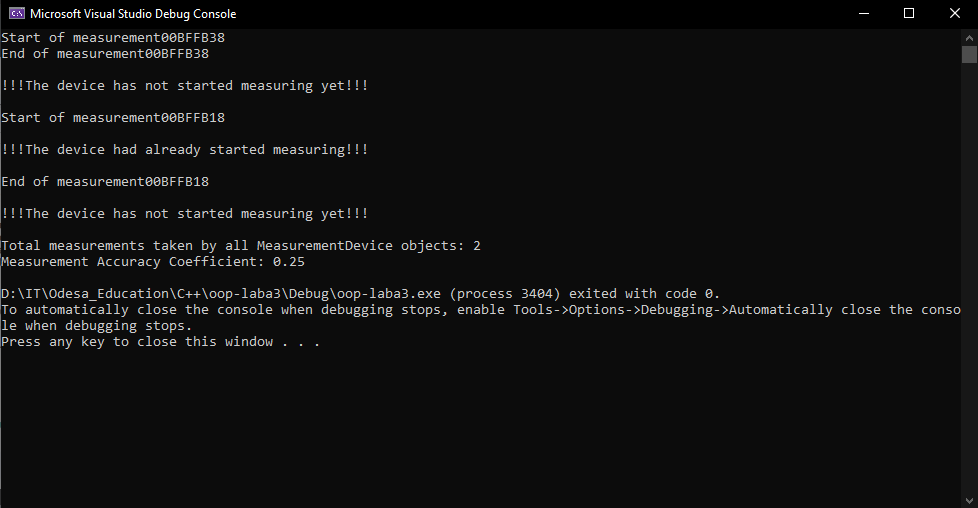 Microsoft Visual Studio Debug Console
Start of measurement00BFFB38
End of measurement00BFFB38
!!!The device has not started measuring yet!!!
Start of measurement00BFFB18
!!!The device had already started measuring!!!
End of measurement00BFFB18
!!!The device has not started measuring yet!!!
Total measurements taken by all MeasurementDevice objects: 2
Measurement Accuracy Coefficient: 0.25
D:\IT\Odesa_Education\C++\oop-laba3\Debug\oop-laba3.exe (process 3404) exited with code 0.
To automatically close the console when debugging stops, enable Tools->Options->Debugging->Automatically close the conso
le when debugging stops.
Press any key to close this window . . .